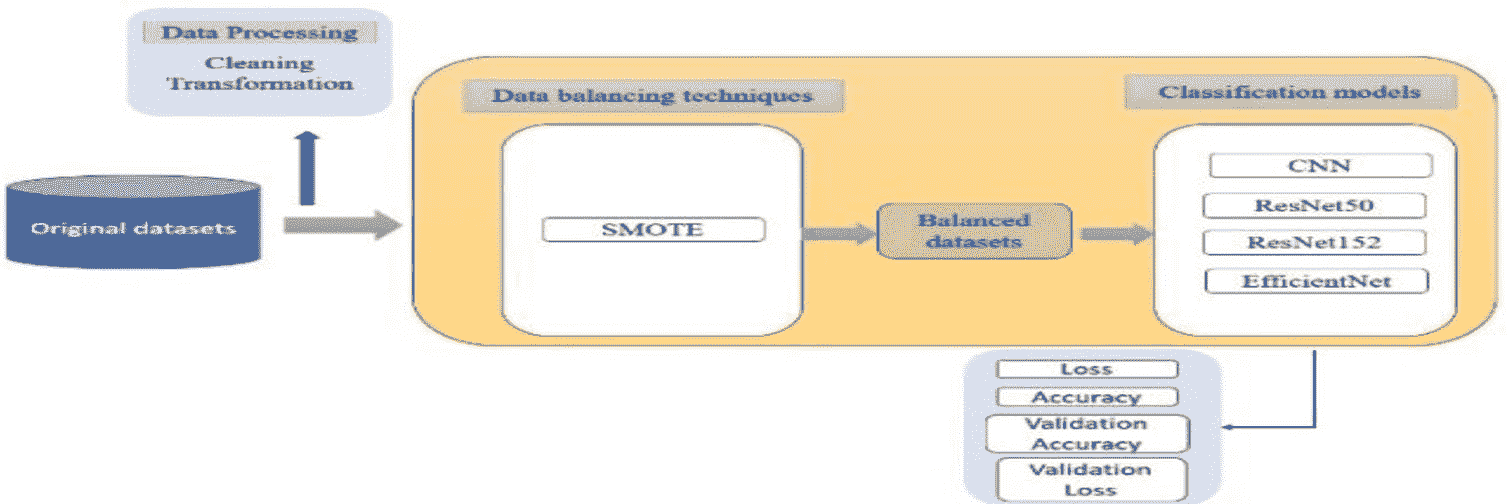 Data Processing
Cleaning
Transformation
Original datasets
Data balancing techniques
SMOTE
Balanced
datasets
Classification models
CNN
ResNet50
ResNet152
EfficientNet
Loss
Accuracy
Validation
Accuracy
Validation
Loss